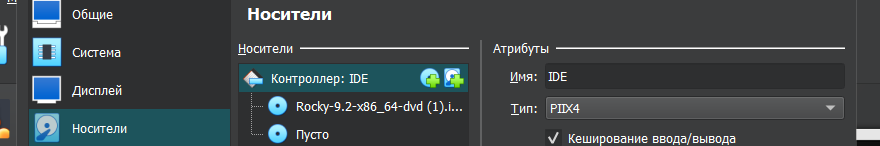 Общие
Система
Дисплей
Носители
Носители
Носители
Контроллер: IDE
Rocky-9.2-x86_64-dvd (1).i...
Пусто
Атрибуты
Имя: IDE
Тип: PIIX4
Кеширование ввода/вывода